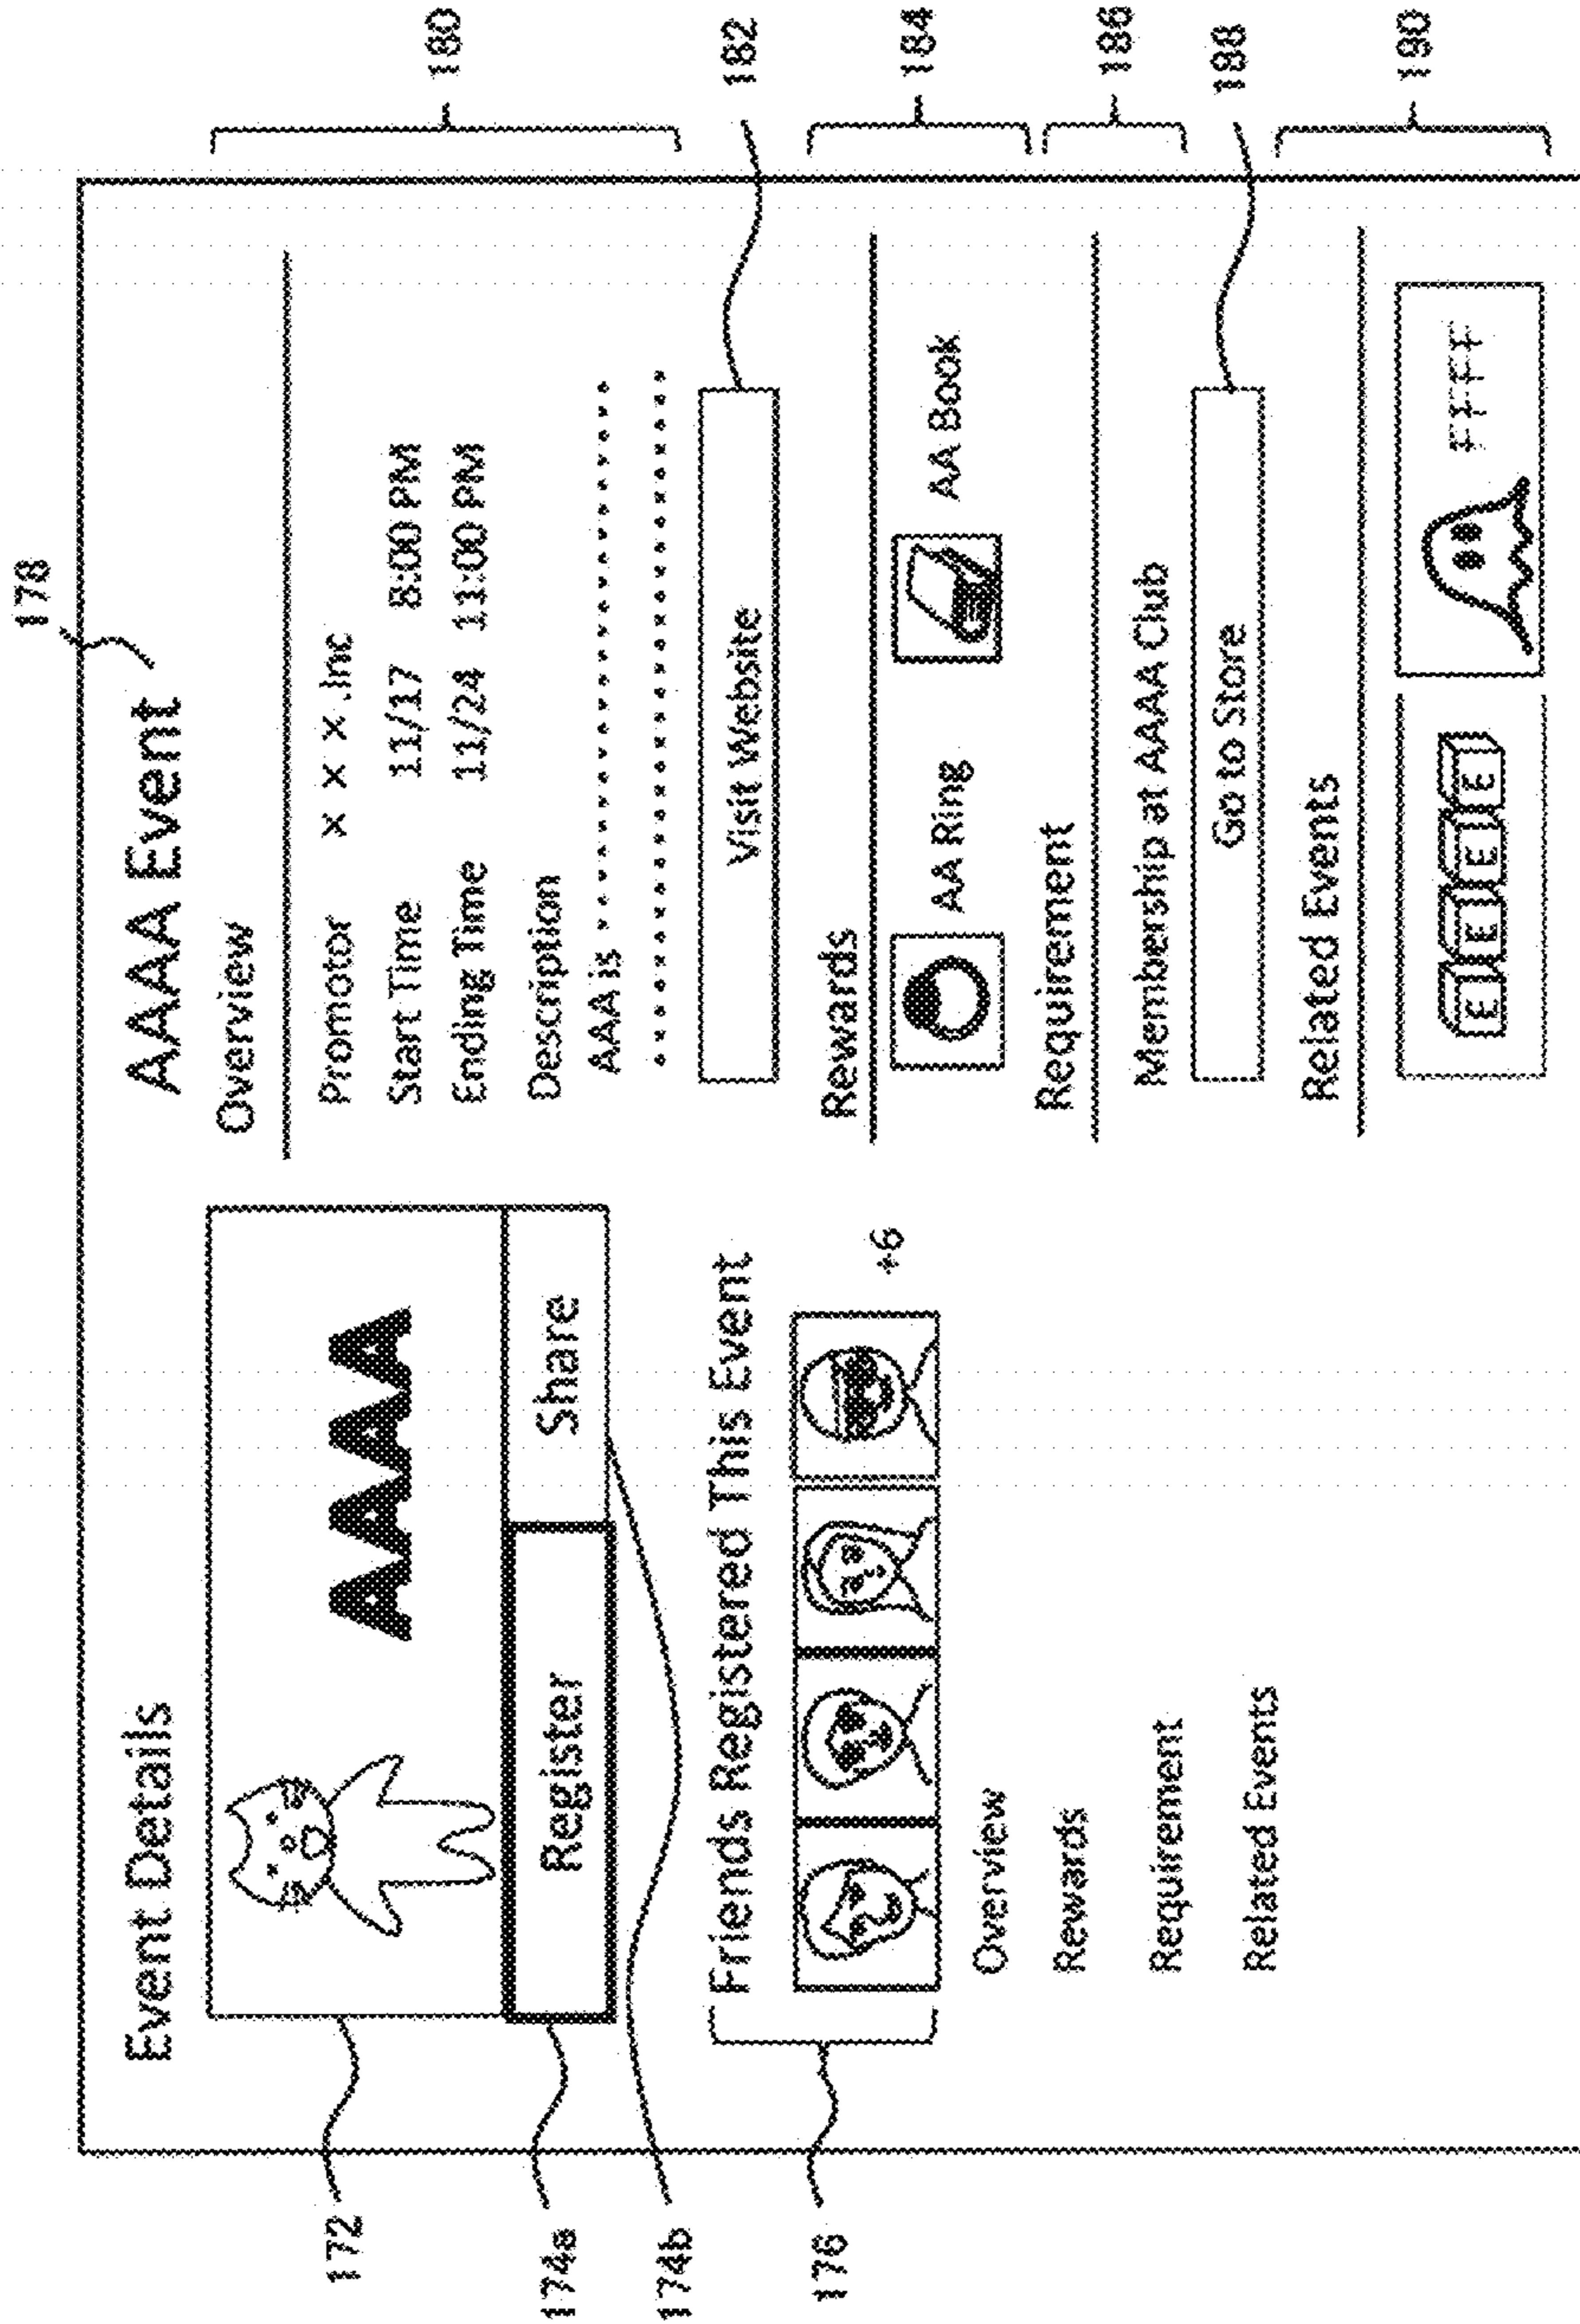 178
Event Details
AAAA
Register
Share
Friends Registered This Event
+6
Overview
Rewards
Requirement
Related Events
172
174a
174b
176
AAAA Event
Overview
Promotor x x x .Inc
Start Time 11/17 8:00 PM
Ending Time 11/24 11:00 PM
Description
AAA is
Visit Website
Rewards
AA Ring AA Book
Requirement
Membership at AAAA Club
Go to Store
Related Events
E E E E
FFFF
180
182
184
186
188
190